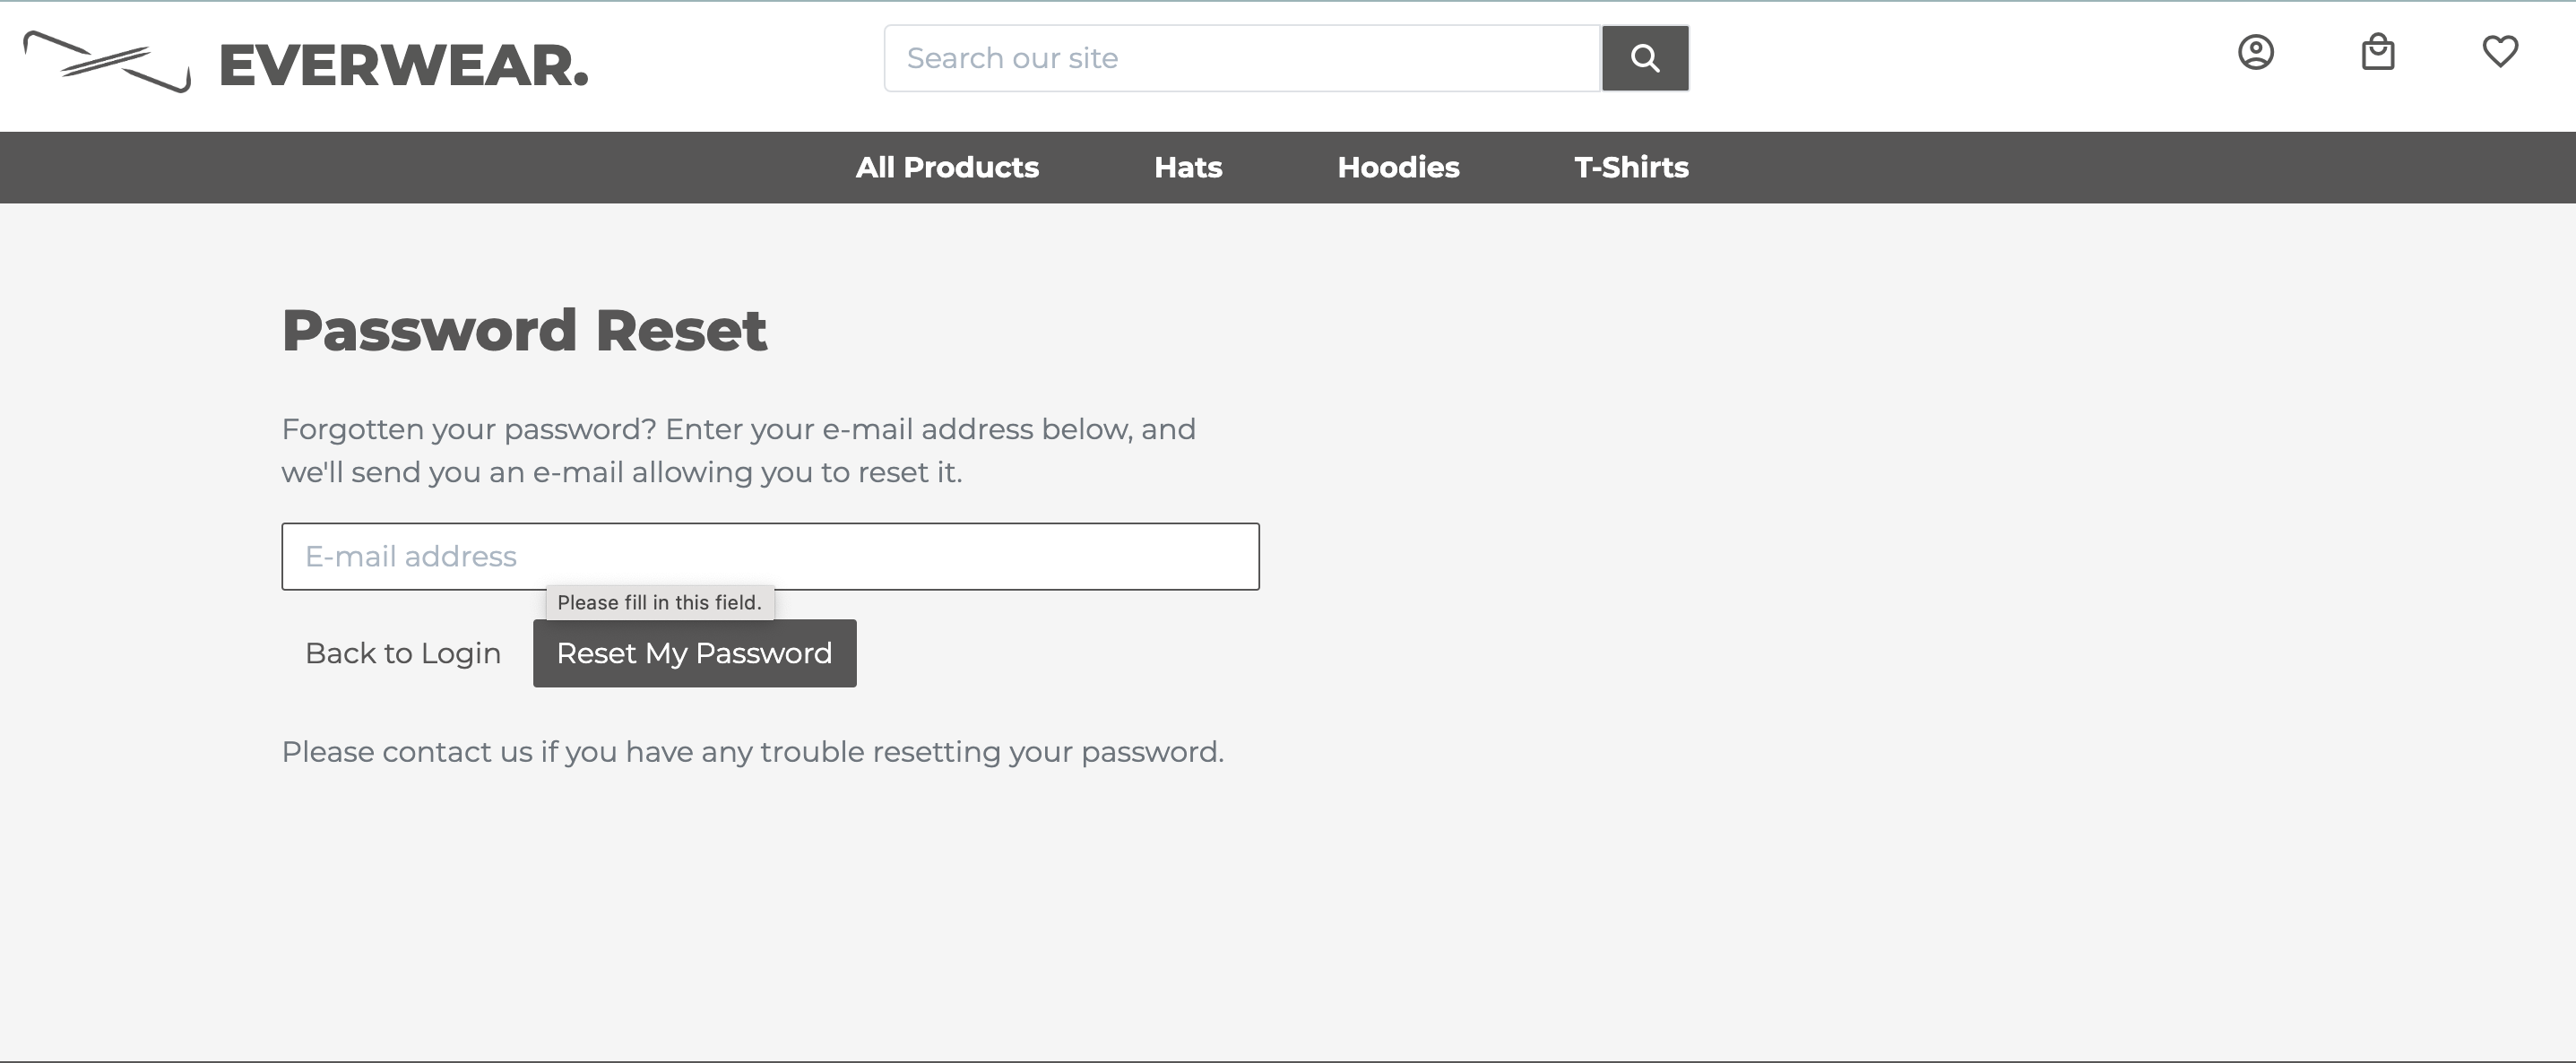 EVERWEAR.
Search our site
All Products Hats Hoodies T-Shirts
Password Reset
Forgotten your password? Enter your e-mail address below, and
we'll send you an e-mail allowing you to reset it.
E-mail address
Please fill in this field.
Back to Login Reset My Password
Please contact us if you have any trouble resetting your password.